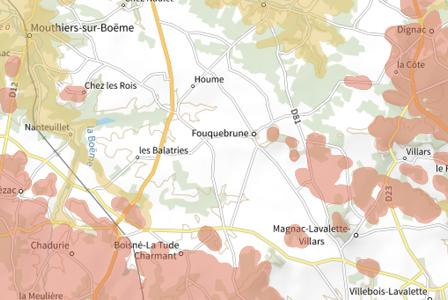 Mouthiers-sur-Boëme
Dignac
la Côte
Houme
Chez les Rois
D12
D81
Nanteuillet
la Boëme
Fouquebrune
les Balatries
Villars
D23
Magnac-Lavalette-
Villars
Chadurie
Boisné-La Tude
Charmant
la Meulière
Villebois-Lavalette